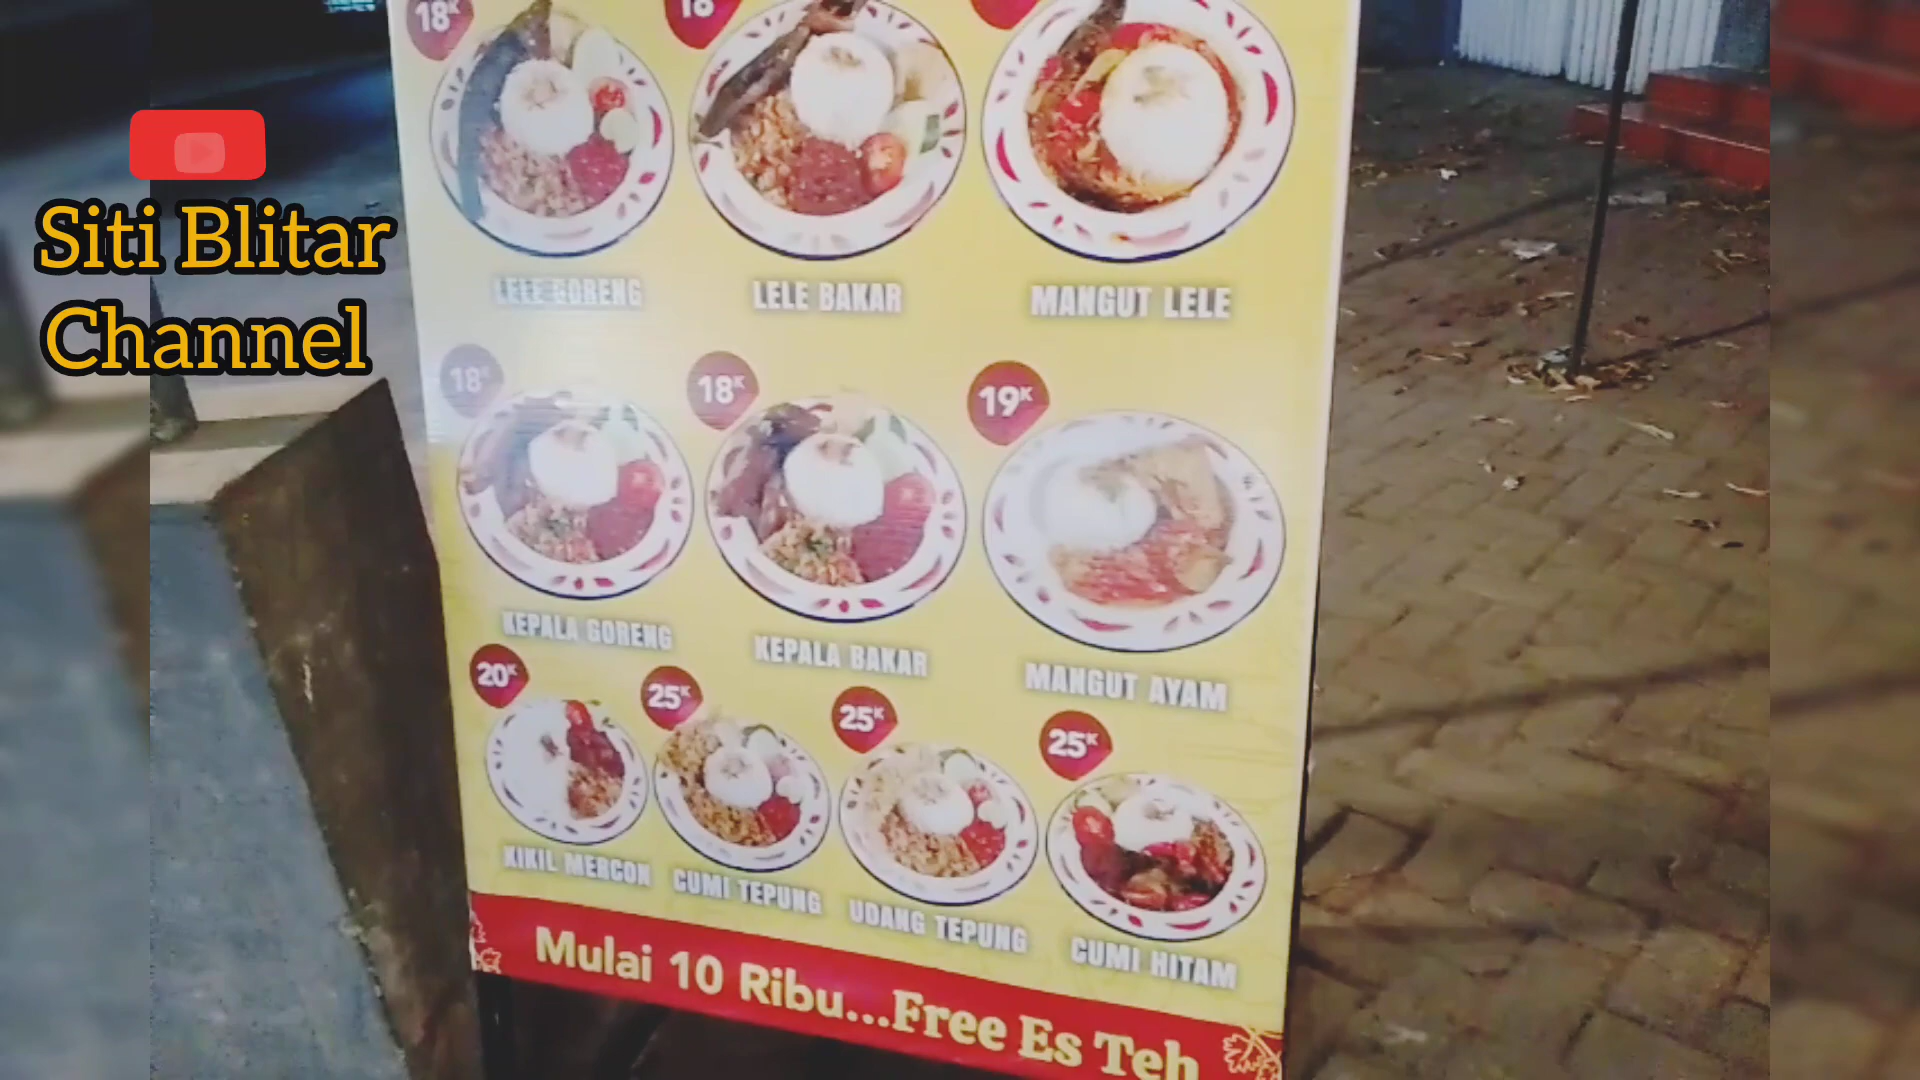 18K
18
LELE GORENG
LELE BAKAR
MANGUT LELE
18K
18K
19K
KEPALA GORENG
KEPALA BAKAR
MANGUT AYAM
20K
25K
25K
25K
KIKIL MERCON
CUMI TEPUNG
UDANG TEPUNG
CUMI HITAM
Mulai 10 Ribu...Free Es Teh
Siti Blitar
Channel